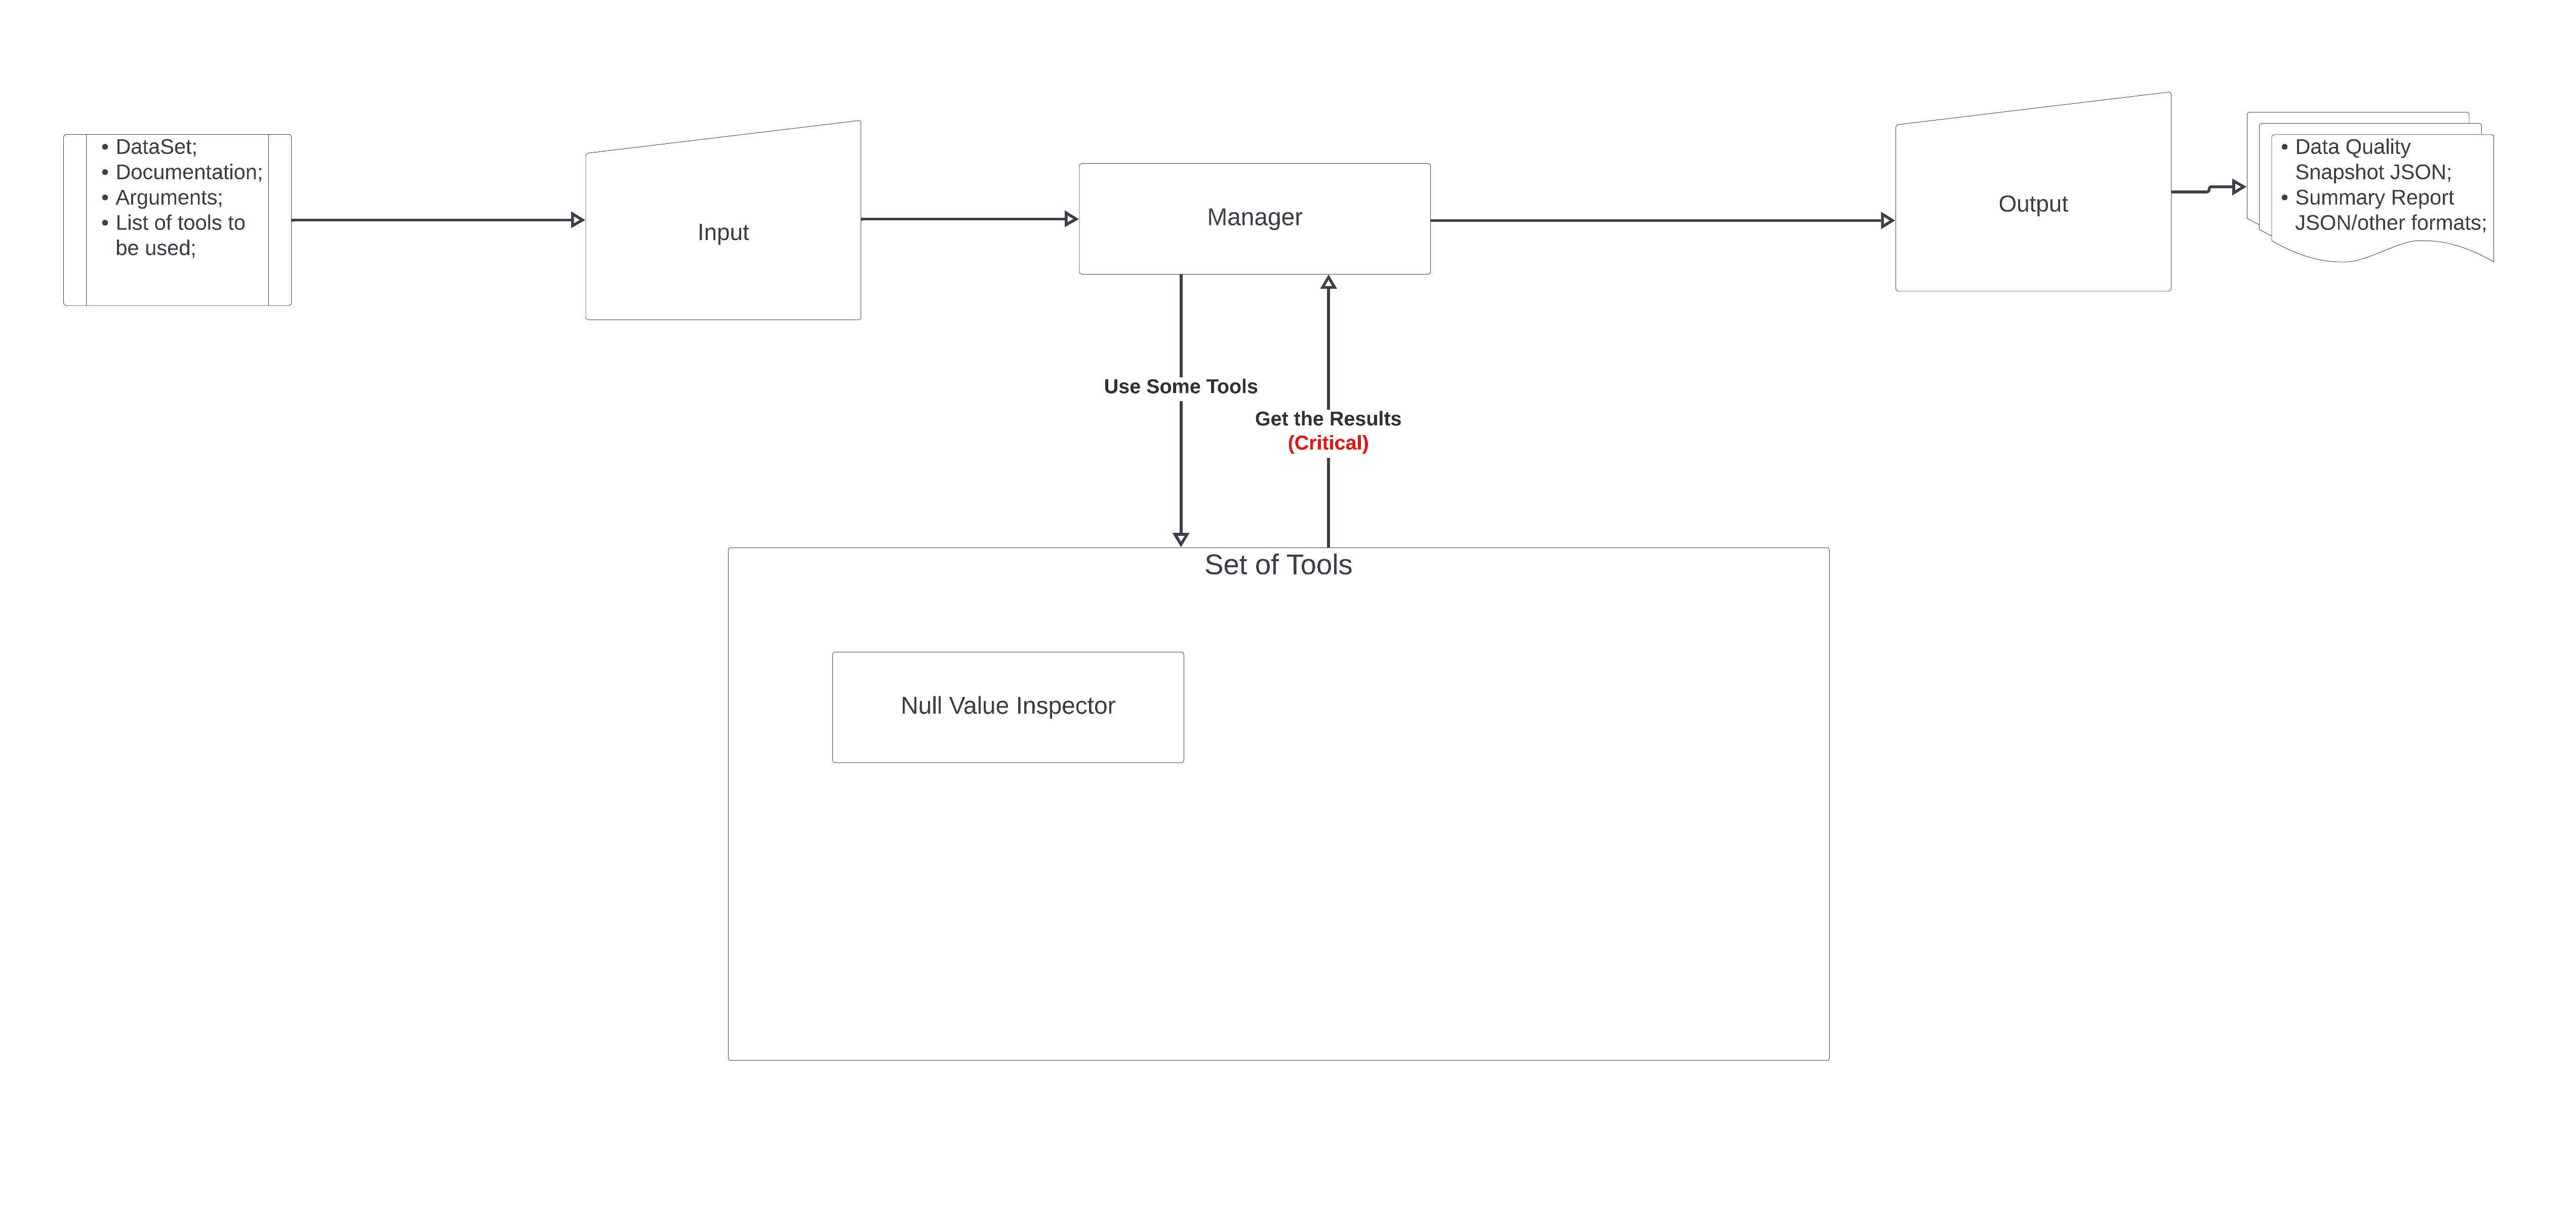 • DataSet;
• Documentation;
• Arguments;
• List of tools to
be used;
Input
Manager
Output
• Data Quality
Snapshot JSON;
• Summary Report
JSON/other formats;
Use Some Tools
Get the Results
(Critical)
Set of Tools
Null Value Inspector